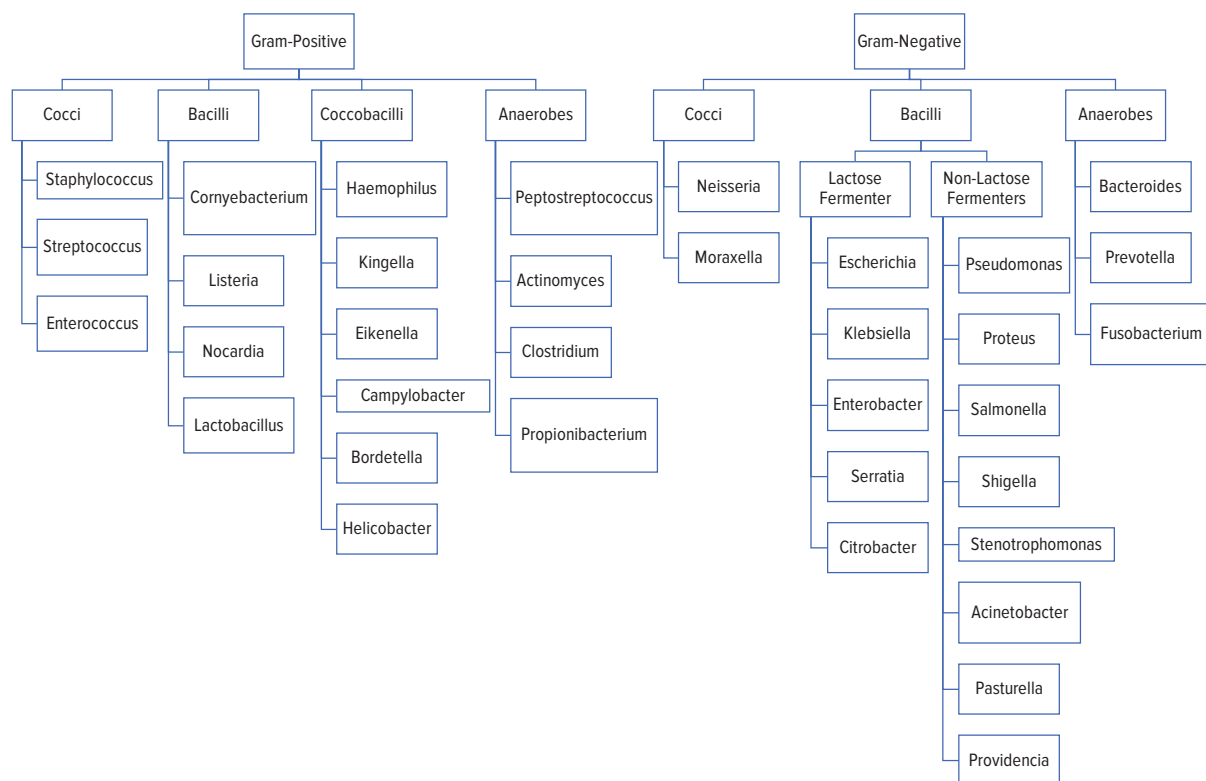 Gram-Positive
Cocci
Staphylococcus
Streptococcus
Enterococcus
Bacilli
Cornyebacterium
Listeria
Nocardia
Lactobacillus
Coccobacilli
Haemophilus
Kingella
Eikenella
Campylobacter
Bordetella
Helicobacter
Anaerobes
Peptostreptococcus
Actinomyces
Clostridium
Propionibacterium
Gram-Negative
Cocci
Neisseria
Moraxella
Bacilli
Lactose
Fermenter
Escherichia
Klebsiella
Enterobacter
Serratia
Citrobacter
Non-Lactose
Fermenters
Pseudomonas
Proteus
Salmonella
Shigella
Stenotrophomonas
Acinetobacter
Pasturella
Providencia
Anaerobes
Bacteroides
Prevotella
Fusobacterium